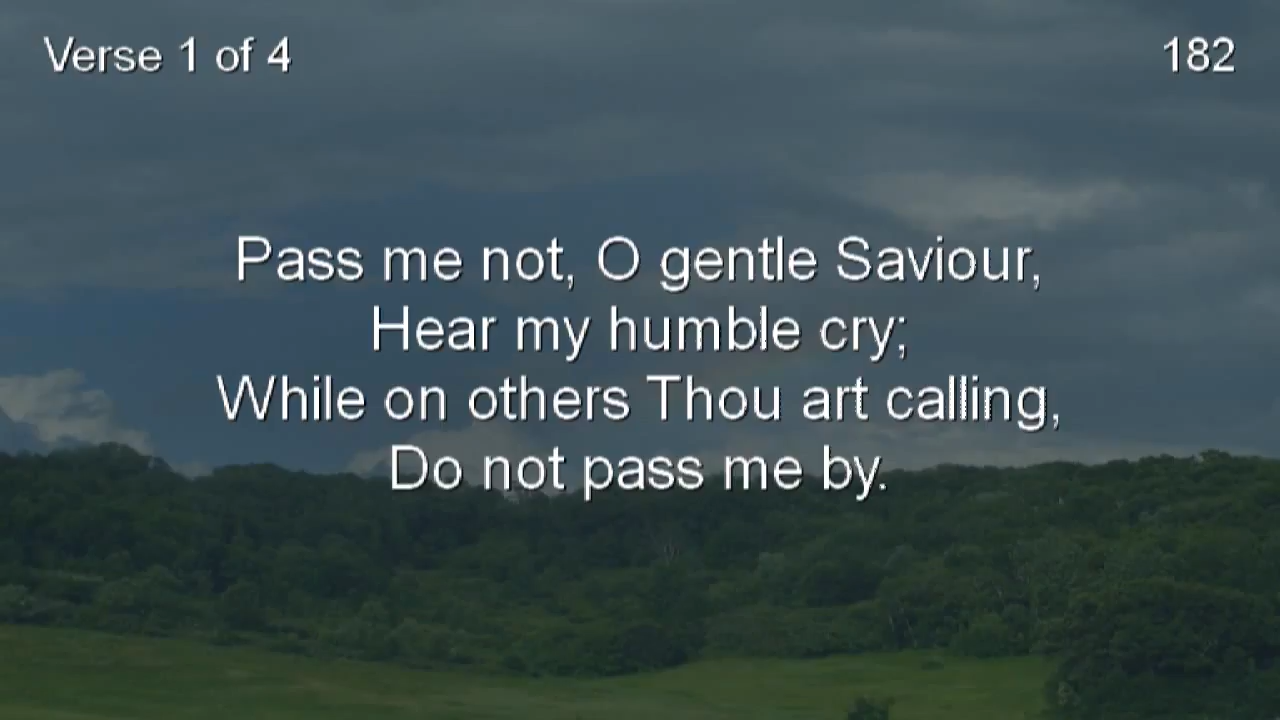 Verse 1 of 4
182
Pass me not, O gentle Saviour,
Hear my humble cry;
While on others Thou art calling,
Do not pass me by.